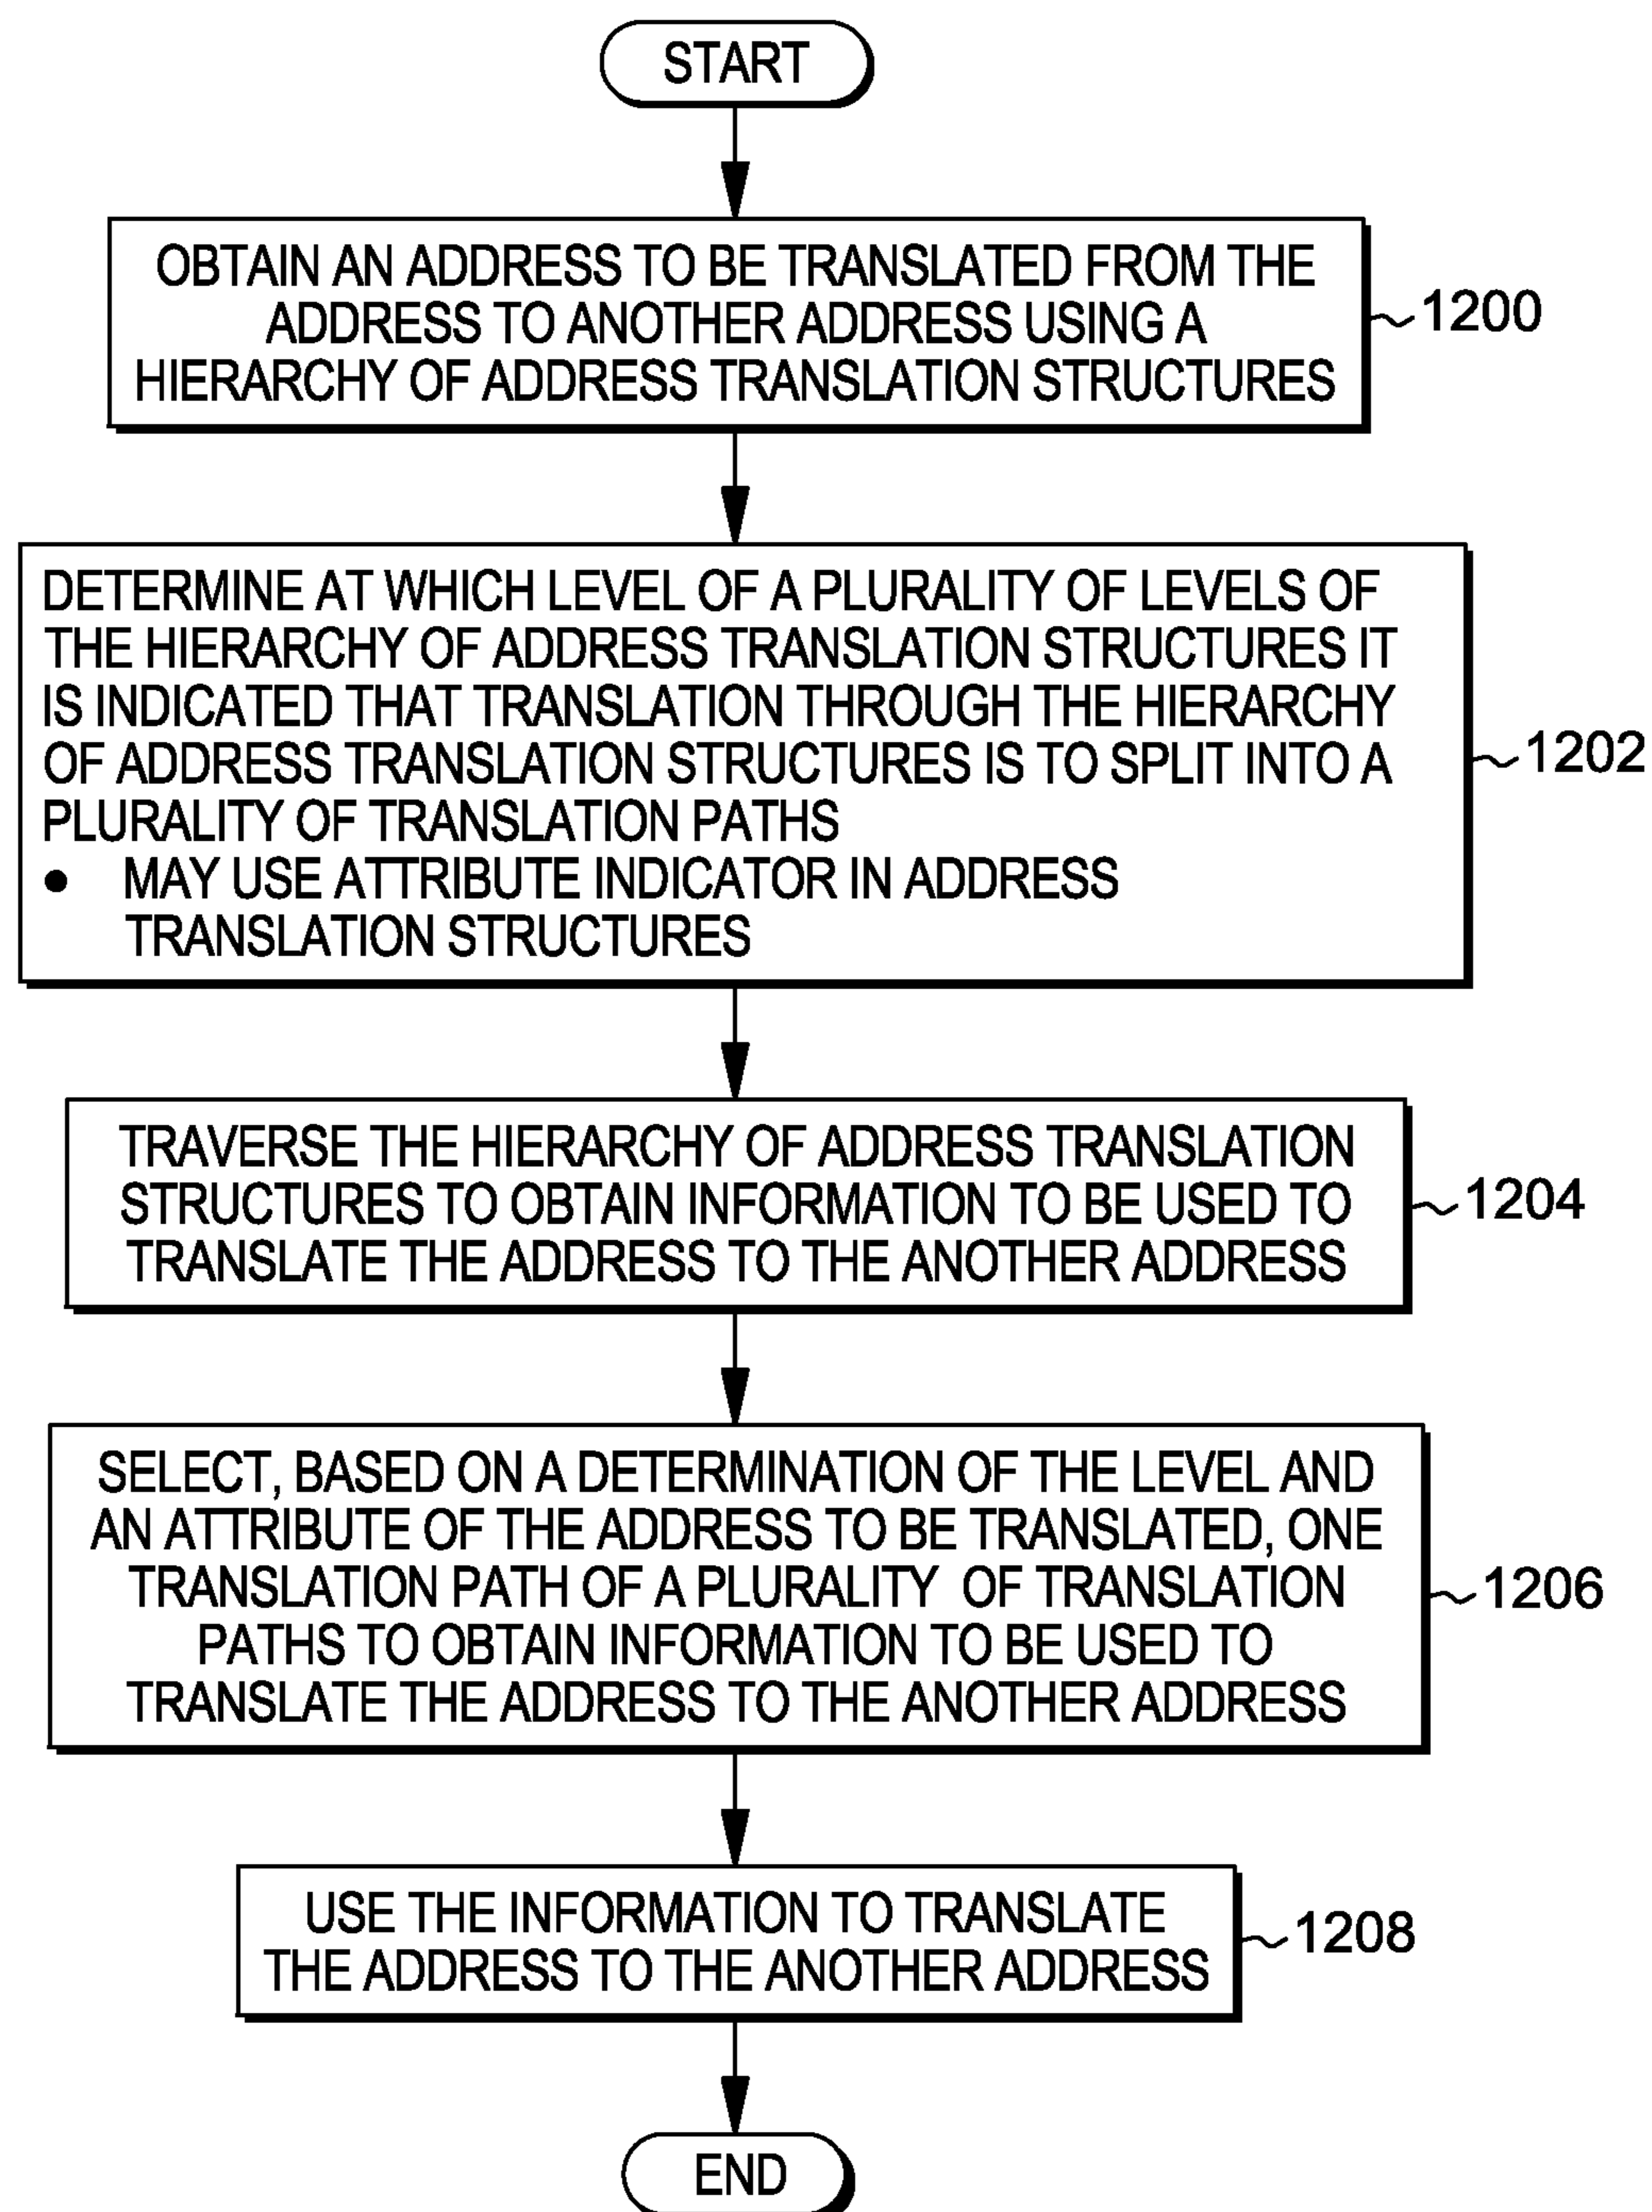 START
OBTAIN AN ADDRESS TO BE TRANSLATED FROM THE
ADDRESS TO ANOTHER ADDRESS USING A
HIERARCHY OF ADDRESS TRANSLATION STRUCTURES
1200
DETERMINE AT WHICH LEVEL OF A PLURALITY OF LEVELS OF
THE HIERARCHY OF ADDRESS TRANSLATION STRUCTURES IT
IS INDICATED THAT TRANSLATION THROUGH THE HIERARCHY
OF ADDRESS TRANSLATION STRUCTURES IS TO SPLIT INTO A
PLURALITY OF TRANSLATION PATHS
● MAY USE ATTRIBUTE INDICATOR IN ADDRESS
TRANSLATION STRUCTURES
1202
TRAVERSE THE HIERARCHY OF ADDRESS TRANSLATION
STRUCTURES TO OBTAIN INFORMATION TO BE USED TO
TRANSLATE THE ADDRESS TO THE ANOTHER ADDRESS
1204
SELECT, BASED ON A DETERMINATION OF THE LEVEL AND
AN ATTRIBUTE OF THE ADDRESS TO BE TRANSLATED, ONE
TRANSLATION PATH OF A PLURALITY OF TRANSLATION
PATHS TO OBTAIN INFORMATION TO BE USED TO
TRANSLATE THE ADDRESS TO THE ANOTHER ADDRESS
1206
USE THE INFORMATION TO TRANSLATE
THE ADDRESS TO THE ANOTHER ADDRESS
1208
END